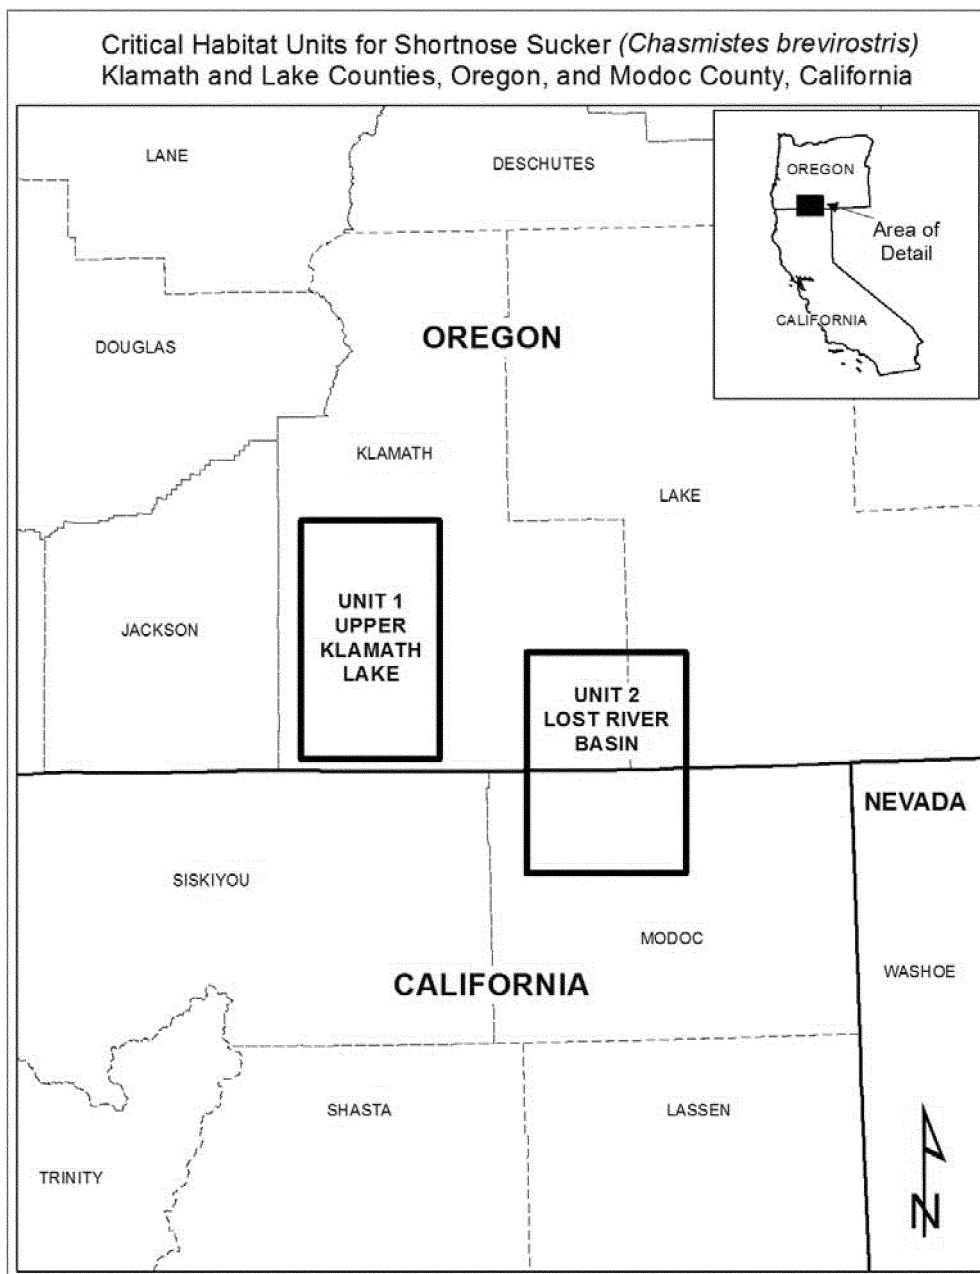 Critical Habitat Units for Shortnose Sucker (Chasmistes brevirostris)
Klamath and Lake Counties, Oregon, and Modoc County, California
LANE
DESCHUTES
OREGON
Area of
Detail
CALIFORNIA
DOUGLAS
OREGON
KLAMATH
LAKE
JACKSON
UNIT 1
UPPER
KLAMATH
LAKE
UNIT 2
LOST RIVER
BASIN
NEVADA
SISKIYOU
MODOC
WASHOE
CALIFORNIA
SHASTA
LASSEN
TRINITY
N